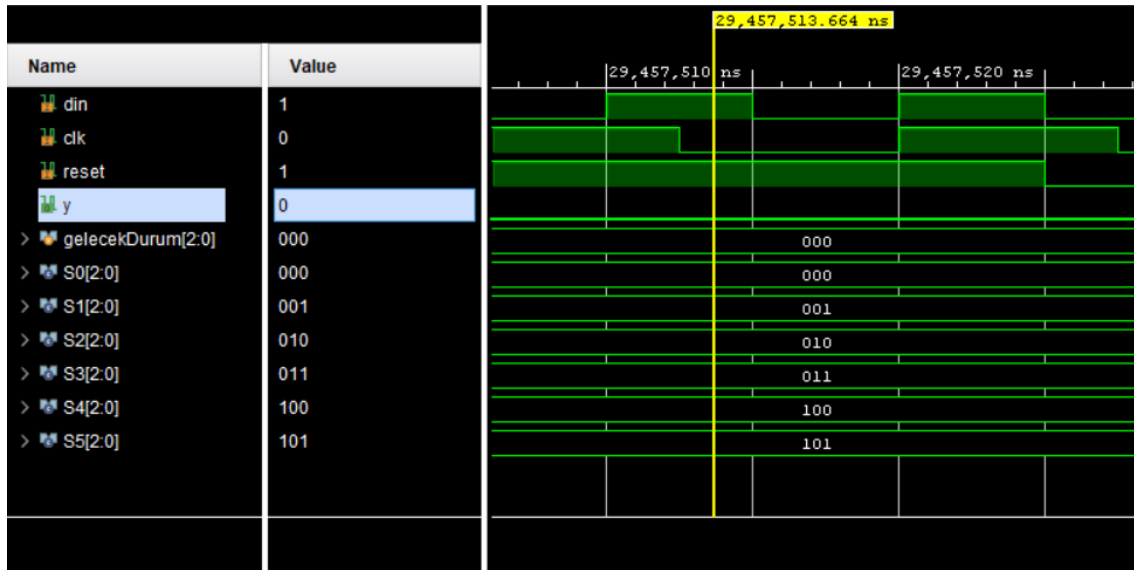 29,457,513.664 ns
Name Value
29,457,510 ns 29,457,520 ns
din 1
clk 0
reset 1
y 0
gelecekDurum[2:0] 000 000
S0[2:0] 000 000
S1[2:0] 001 001
S2[2:0] 010 010
S3[2:0] 011 011
S4[2:0] 100 100
S5[2:0] 101 101